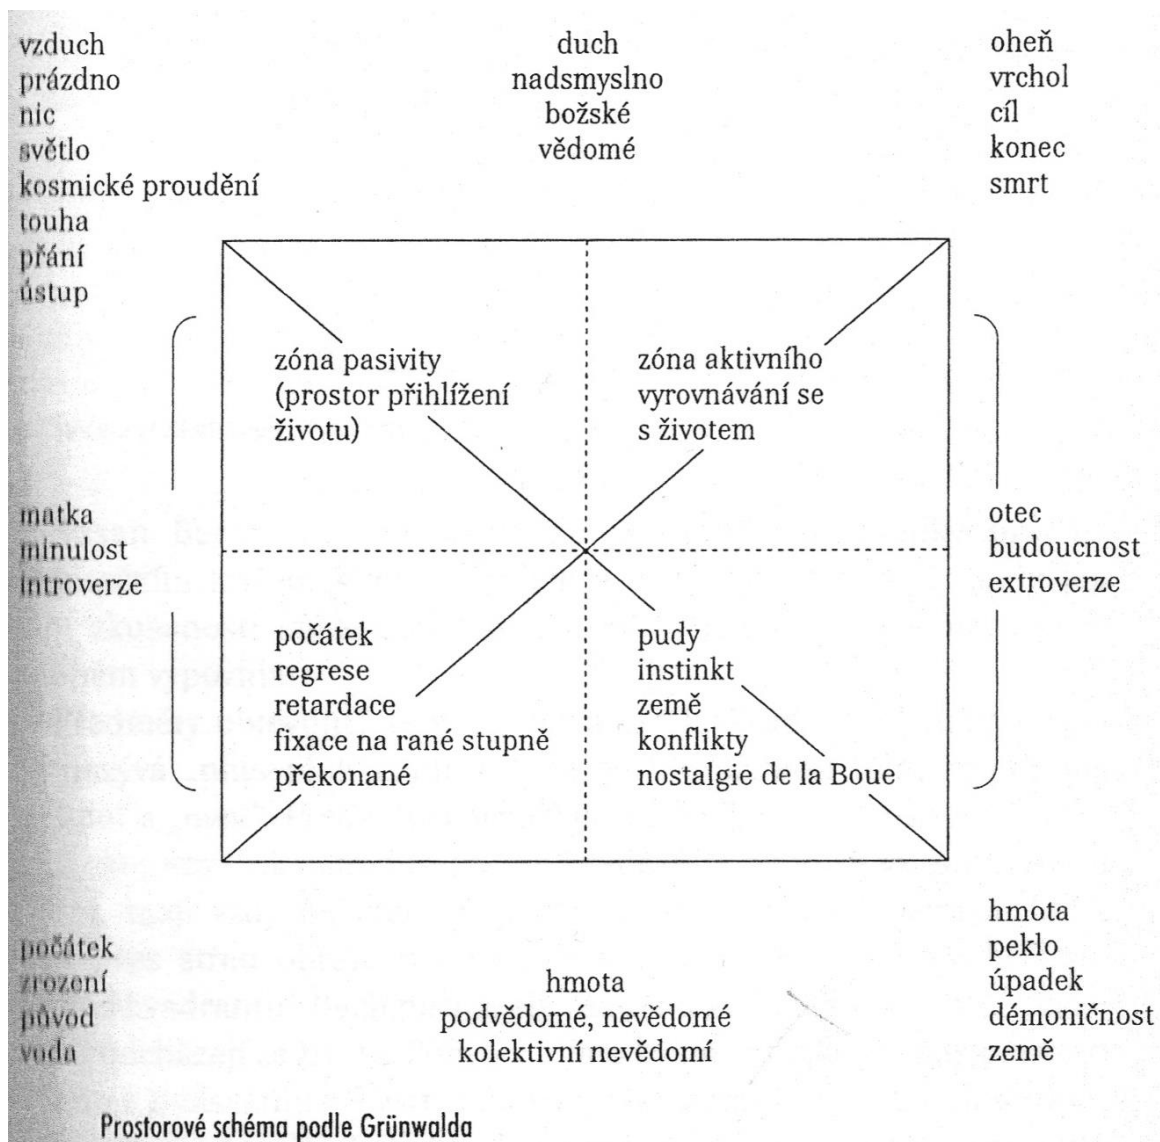 vzduch
prázdno
nic
světlo
kosmické proudění
touha
přání
ústup
duch
nadsmyslno
božské
vědomé
oheň
vrchol
cíl
konec
smrt
zóna pasivity
(prostor přihlížení
životu)
zóna aktivního
vyrovnávání se
s životem
matka
minulost
introverze
otec
budoucnost
extroverze
počátek
regrese
retardace
fixace na rané stupně
překonané
pudy
instinkt
země
konflikty
nostalgie de la Boue
počátek
zrození
původ
voda
hmota
podvědomé, nevědomé
kolektivní nevědomí
hmota
peklo
úpadek
démoničnost
země
Prostorové schéma podle Grünwalda